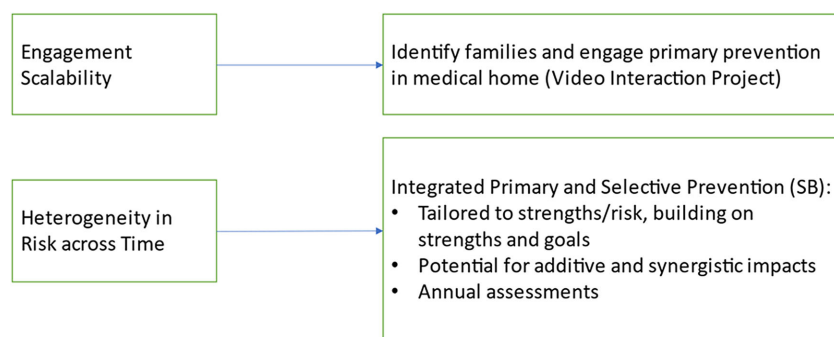 Engagement
Scalability
Identify families and engage primary prevention
in medical home (Video Interaction Project)
Heterogeneity in
Risk across Time
Integrated Primary and Selective Prevention (SB):
• Tailored to strengths/risk, building on
strengths and goals
• Potential for additive and synergistic impacts
• Annual assessments